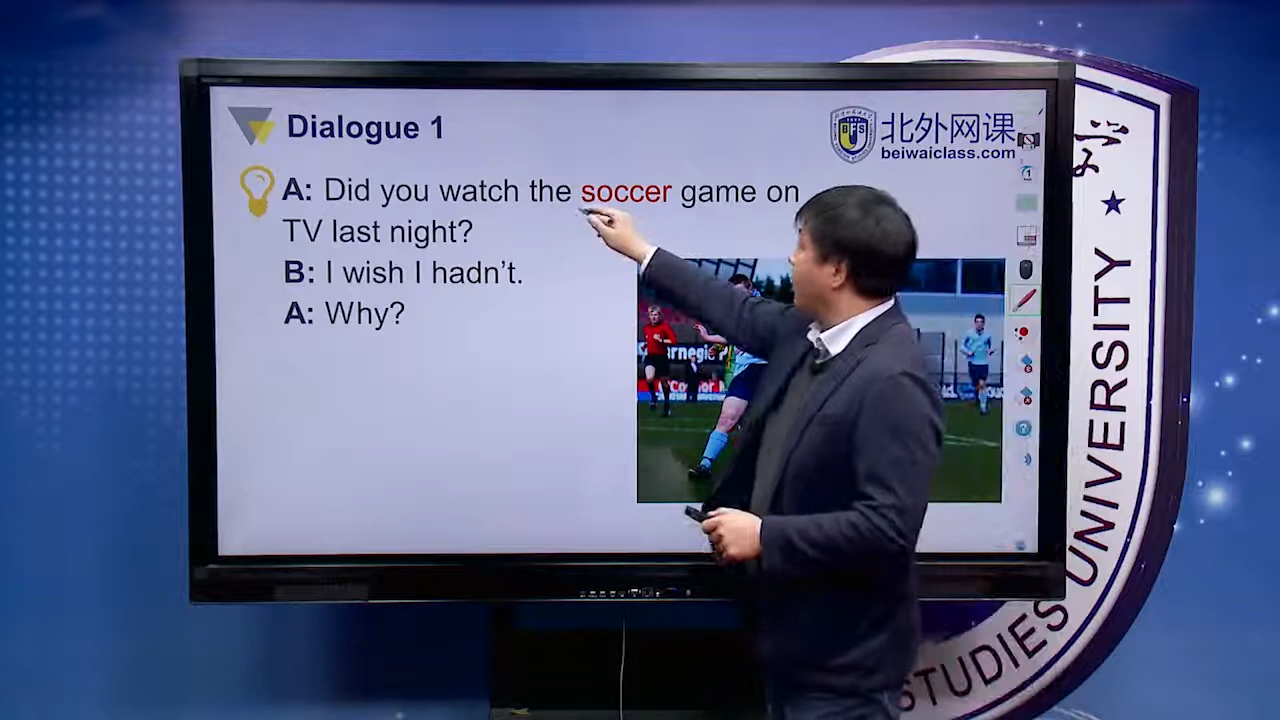 Dialogue 1
北外网课
beiwaiclass.com
A: Did you watch the soccer game on
TV last night?
B: I wish I hadn't.
A: Why?
STUDIES UNIVERSITY